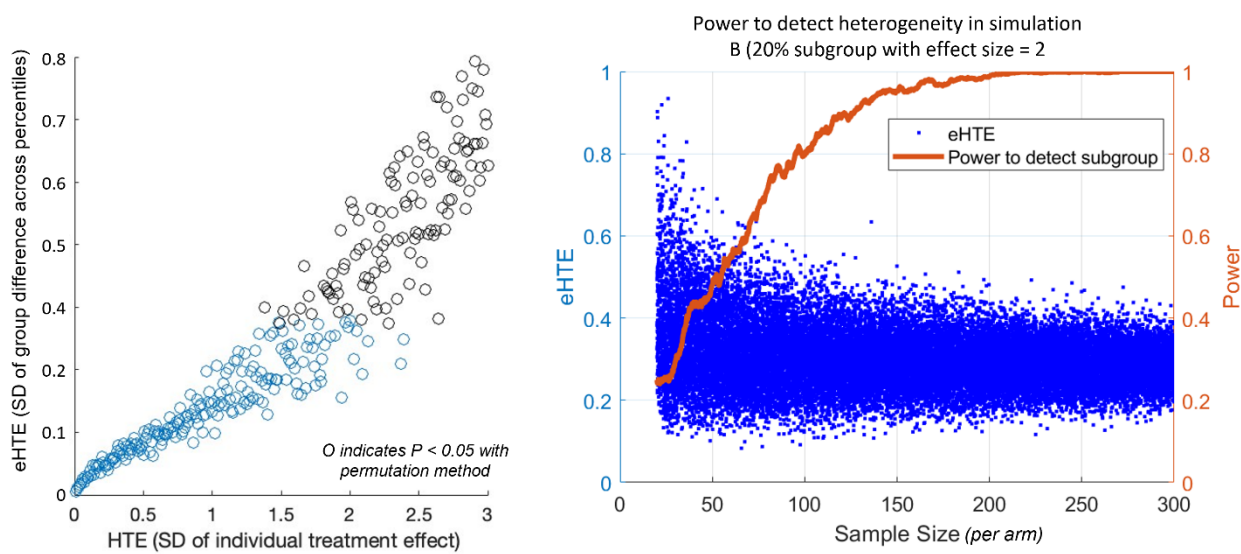 eHTE (SD of group difference across percentiles)
0.8
0.7
0.6
0.5
0.4
0.2
0.1
0
O indicates P < 0.05 with
permutation method
0 0.5 1 1.5 2 2.5 3
HTE (SD of individual treatment effect)
Power to detect heterogeneity in simulation
B (20% subgroup with effect size = 2
eHTE
1
0.8
0.6
0.4
0.2
0
eHTE
Power to detect subgroup
1
0.8
0.6
0.4
0.2
0
Power
0 50 100 150 200 250 300
Sample Size (per arm)